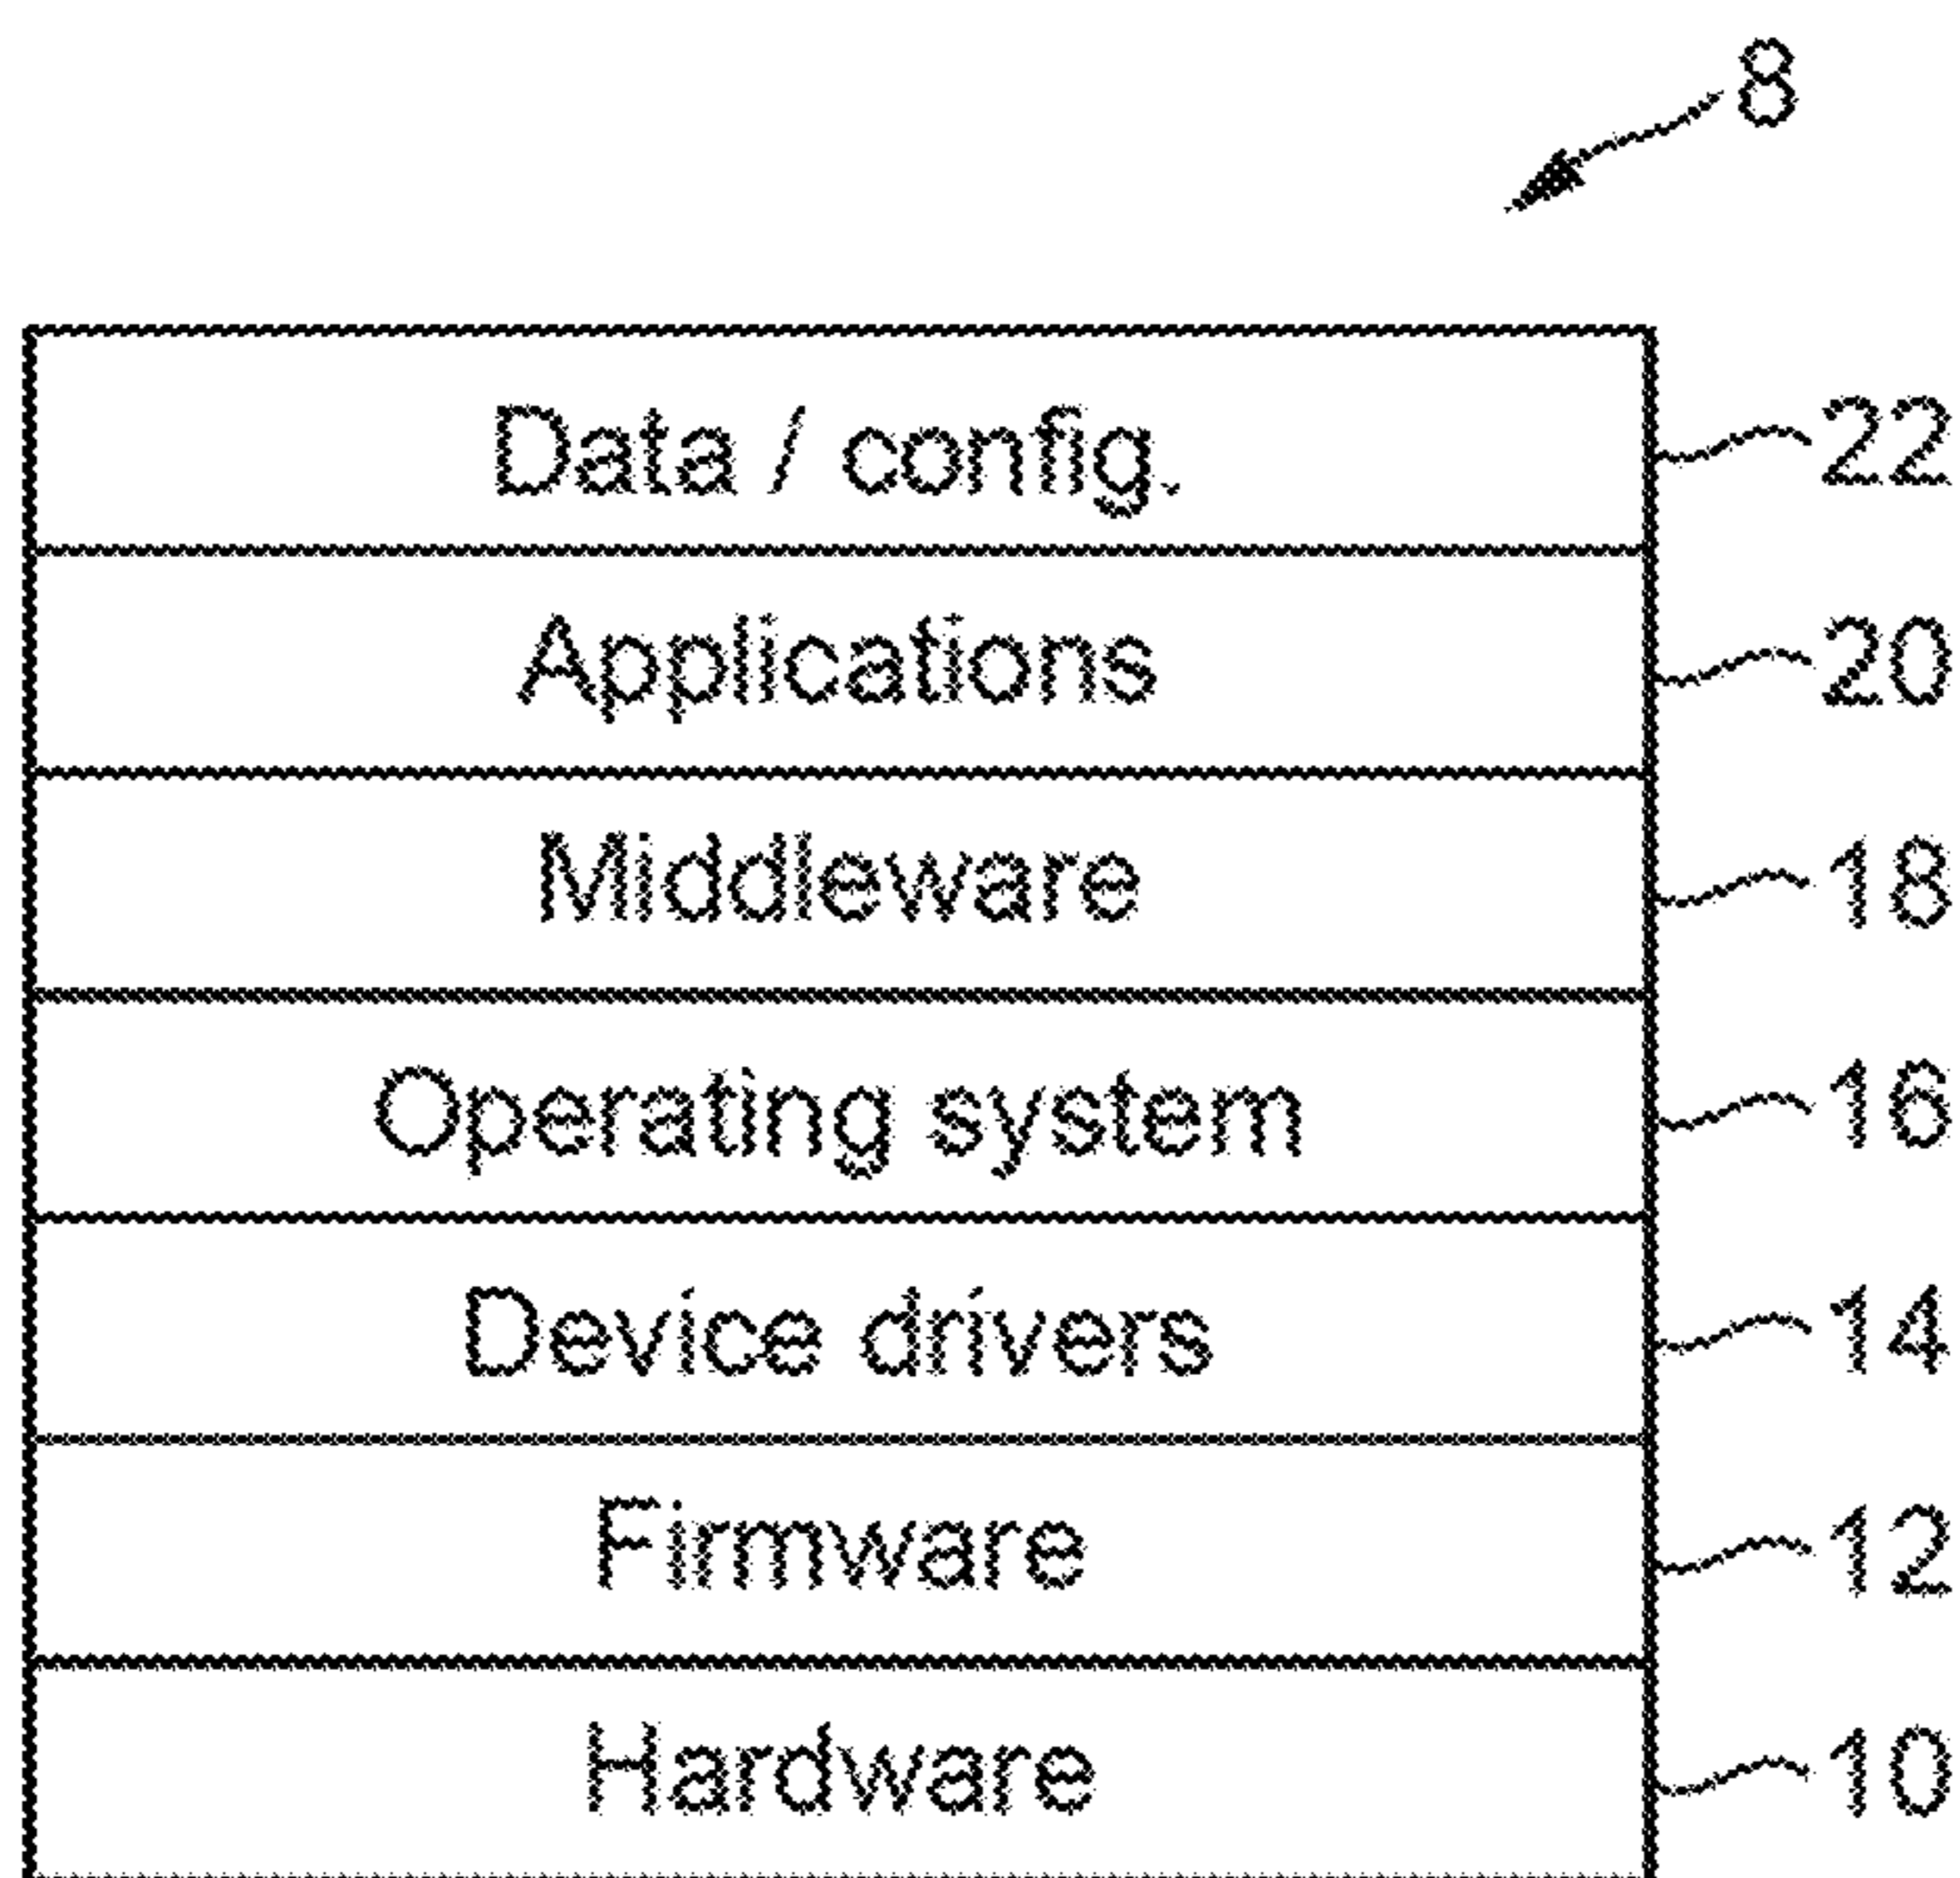 8
Data / config. 22
Applications 20
Middleware 18
Operating system 16
Device drivers 14
Firmware 12
Hardware 10